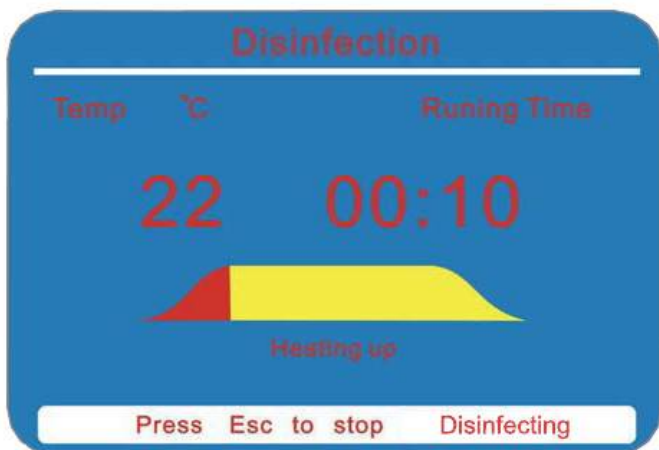 Disinfection
Temp ℃ Runing Time
22 00:10
Heating up
Press Esc to stop Disinfecting